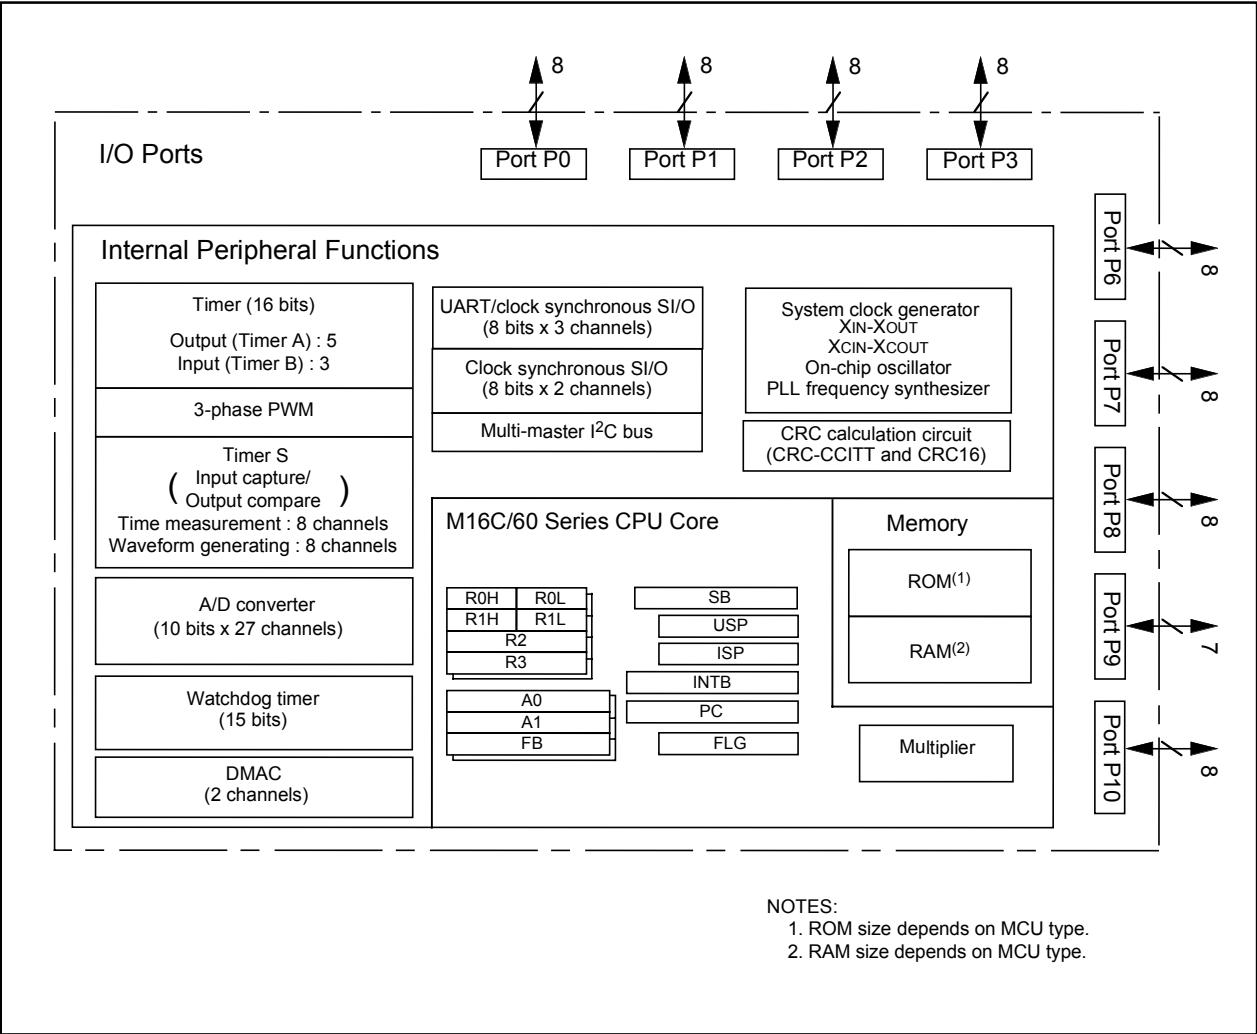 8
8
8
8
I/O Ports
Port P0
Port P1
Port P2
Port P3
Port P6
8
Port P7
8
Port P8
8
Port P9
7
Port P10
8
Internal Peripheral Functions
Timer (16 bits)
Output (Timer A) : 5
Input (Timer B) : 3
3-phase PWM
Timer S
( Input capture/
Output compare )
Time measurement : 8 channels
Waveform generating : 8 channels
A/D converter
(10 bits x 27 channels)
Watchdog timer
(15 bits)
DMAC
(2 channels)
UART/clock synchronous SI/O
(8 bits x 3 channels)
Clock synchronous SI/O
(8 bits x 2 channels)
Multi-master I²C bus
System clock generator
XIN-XOUT
XCIN-XCOUT
On-chip oscillator
PLL frequency synthesizer
CRC calculation circuit
(CRC-CCITT and CRC16)
M16C/60 Series CPU Core
R0H
R0L
R1H
R1L
R2
R3
A0
A1
FB
SB
USP
ISP
INTB
PC
FLG
Memory
ROM(1)
RAM(2)
Multiplier
NOTES:
1. ROM size depends on MCU type.
2. RAM size depends on MCU type.